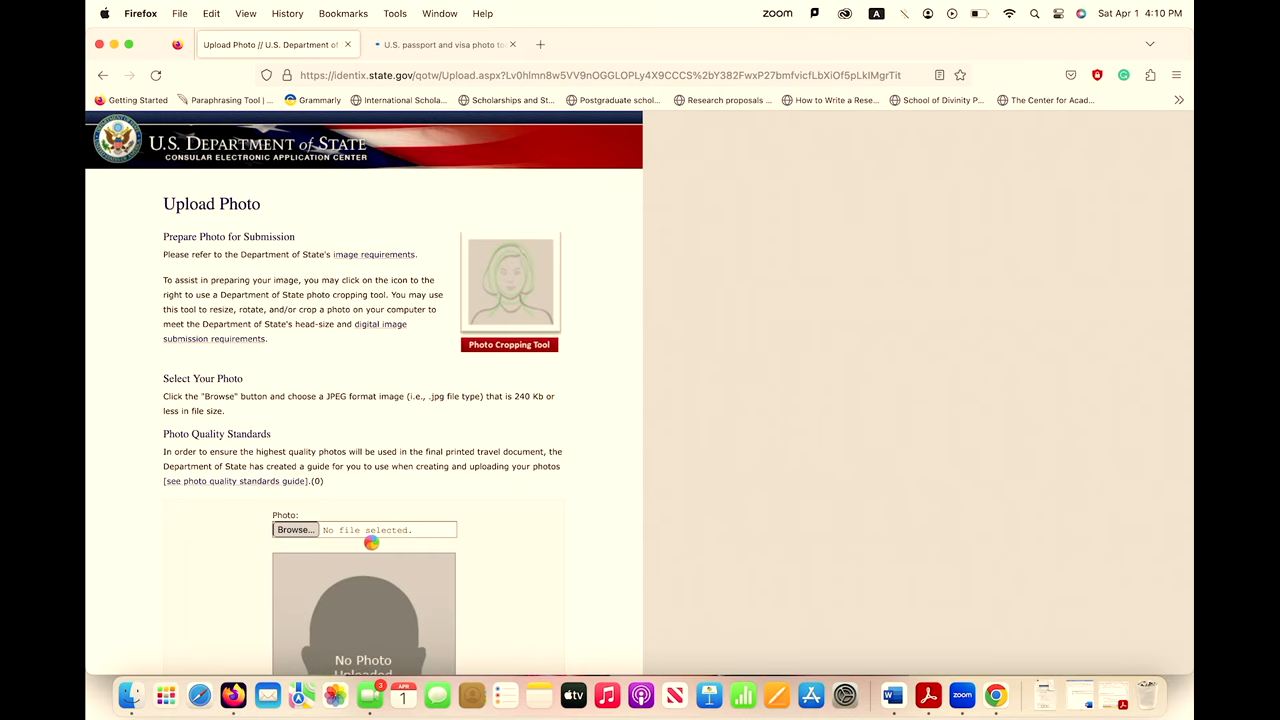 Firefox File Edit View History Bookmarks Tools Window Help zoom A Sat Apr 1 4:10 PM
Upload Photo // U.S. Department of U.S. passport and visa photo to
https://identix.state.gov/qotw/Upload.aspx?
Getting Started Paraphrasing Tool | ... Grammarly International Schola... Scholarships and St... Postgraduate schol... Research proposals ... How to Write a Rese... School of Divinity P... The Center for Acad...
U.S. DEPARTMENT of STATE
CONSULAR ELECTRONIC APPLICATION CENTER
Upload Photo
Prepare Photo for Submission
Please refer to the Department of State's image requirements.
To assist in preparing your image, you may click on the icon to the
right to use a Department of State photo cropping tool. You may use
this tool to resize, rotate, and/or crop a photo on your computer to
meet the Department of State's head-size and digital image
submission requirements.
Photo Cropping Tool
Select Your Photo
Click the "Browse" button and choose a JPEG format image (i.e., .jpg file type) that is 240 Kb or
less in file size.
Photo Quality Standards
In order to ensure the highest quality photos will be used in the final printed travel document, the
Department of State has created a guide for you to use when creating and uploading your photos
[see photo quality standards guide].(0)
Photo:
Browse... No file selected.
No Photo
Uploaded
3
APR
1
tv
W
zoom